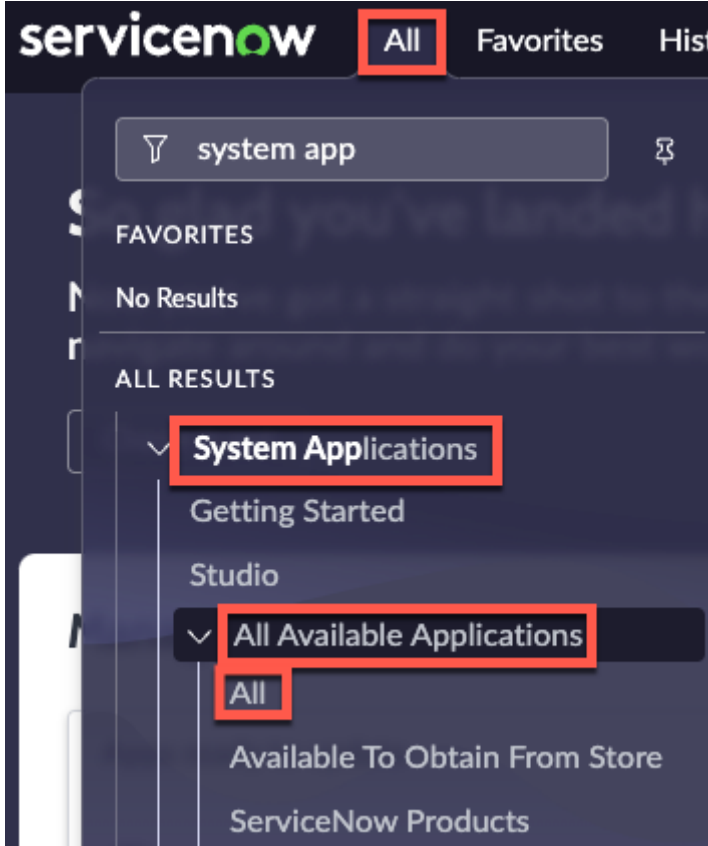 servicenow All Favorites Hist
system app
FAVORITES
No Results
ALL RESULTS
System Applications
Getting Started
Studio
All Available Applications
All
Available To Obtain From Store
ServiceNow Products